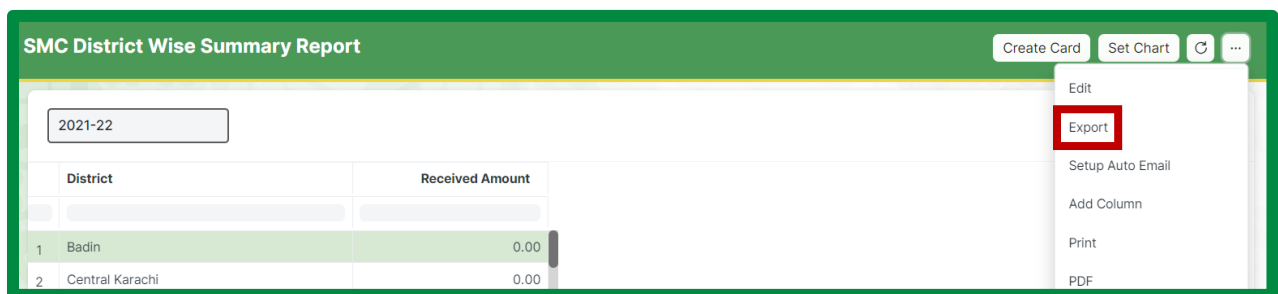 SMC District Wise Summary Report
Create Card Set Chart ...
Edit
2021-22
Export
Setup Auto Email
District Received Amount
Add Column
Print
1 Badin 0.00
2 Central Karachi 0.00
PDF